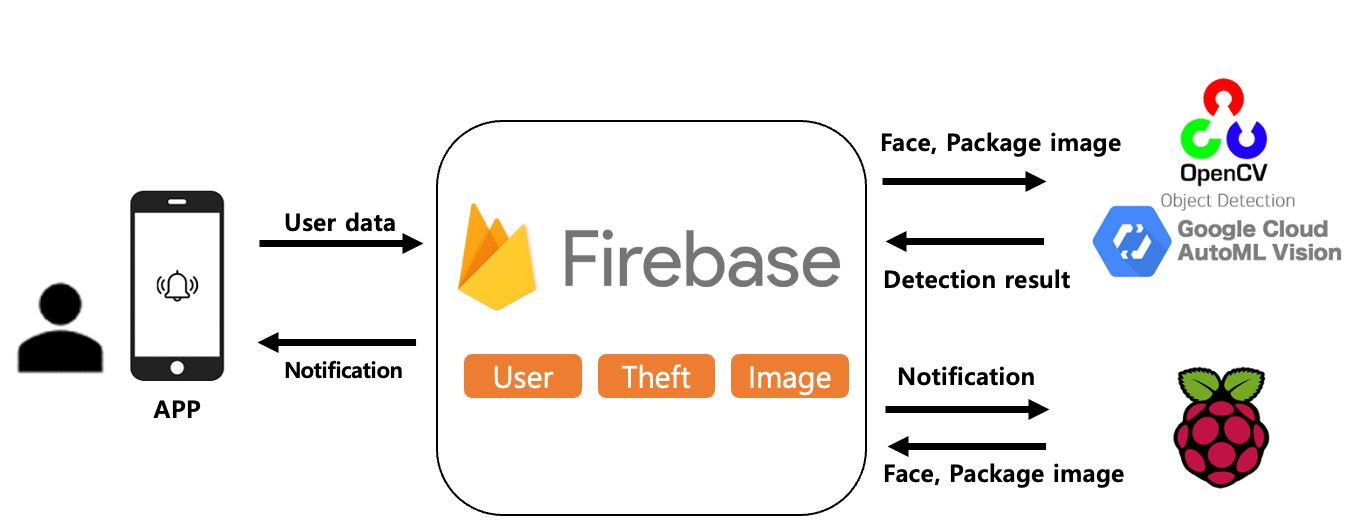 User data
Notification
APP
Firebase
User
Theft
Image
Face, Package image
Detection result
OpenCV
Object Detection
Google Cloud
AutoML Vision
Notification
Face, Package image